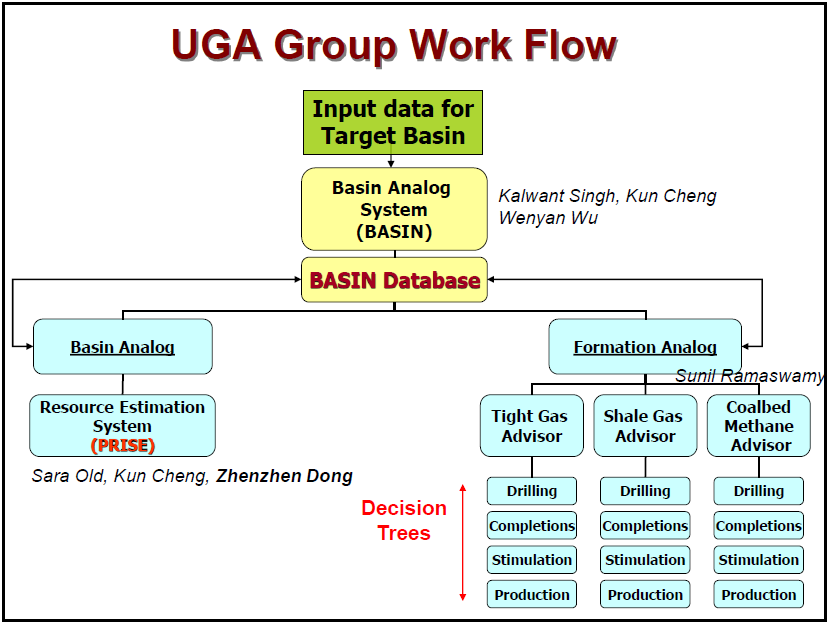 UGA Group Work Flow
Input data for
Target Basin
Basin Analog
System
(BASIN)
Kalwant Singh, Kun Cheng
Wenyan Wu
BASIN Database
Basin Analog
Formation Analog
Sunil Ramaswamy
Resource Estimation
System
(PRISE)
Sara Old, Kun Cheng, Zhenzhen Dong
Tight Gas
Advisor
Shale Gas
Advisor
Coalbed
Methane
Advisor
Decision
Trees
Drilling
Completions
Stimulation
Production
Drilling
Completions
Stimulation
Production
Drilling
Completions
Stimulation
Production